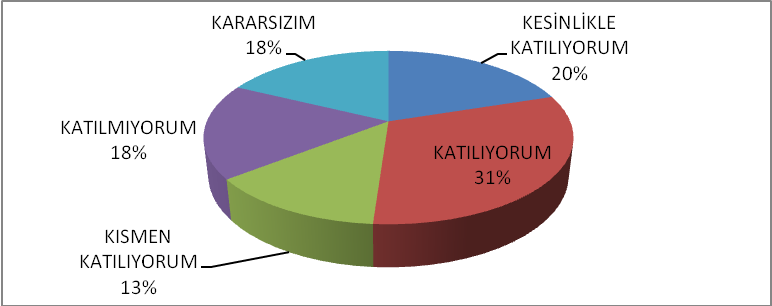 KARARSIZIM
18%
KESİNLİKLE
KATILIYORUM
20%
KATILMIYORUM
18%
KATILIYORUM
31%
KISMEN
KATILIYORUM
13%